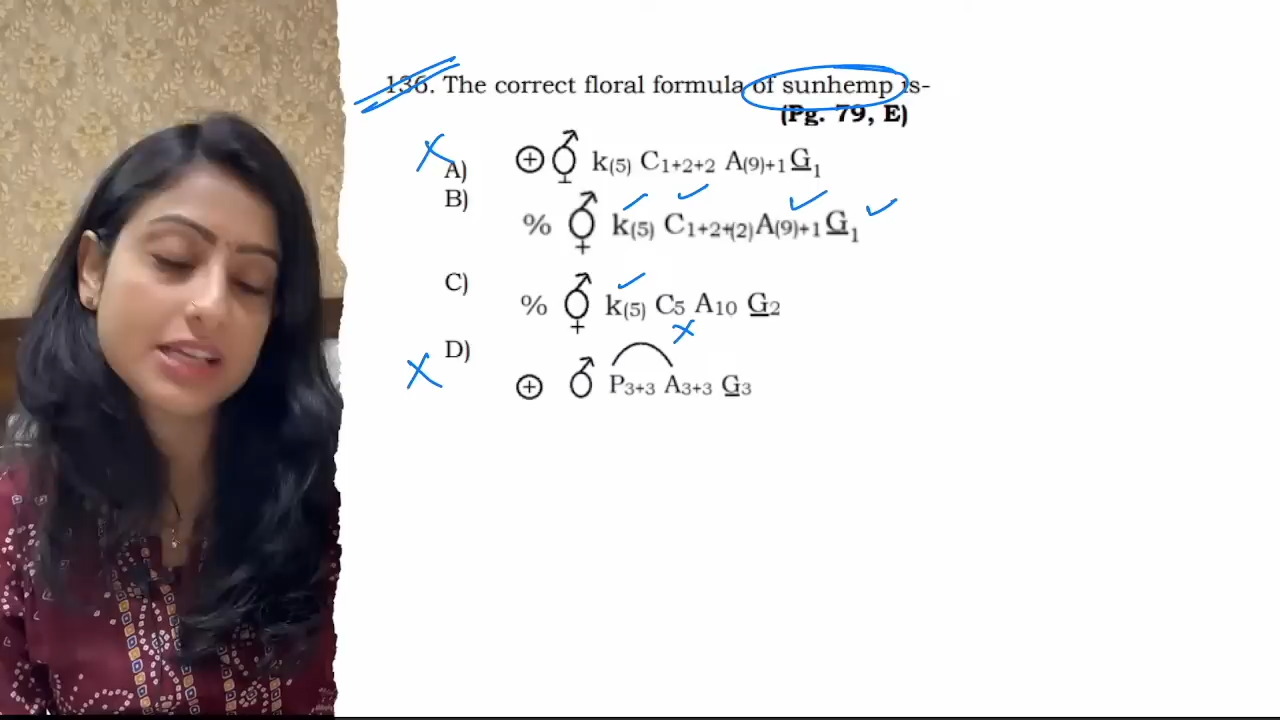 136. The correct floral formula of sunhemp is-
(Pg. 79, E)
A) ⊕ ⚥ k(5) C1+2+2 A(9)+1 G1
B) % ⚥ k(5) C1+2+(2) A(9)+1 G1
C) % ⚥ k(5) C5 A10 G2
D) ⊕ ♂ P3+3 A3+3 G3